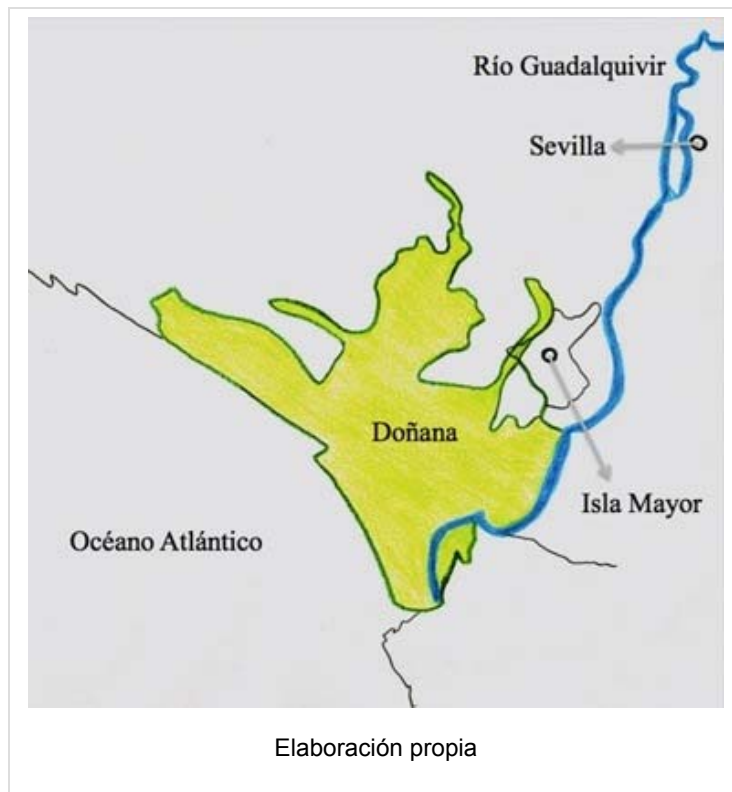 Río Guadalquivir
Sevilla
Doñana
Isla Mayor
Océano Atlántico
Elaboración propia